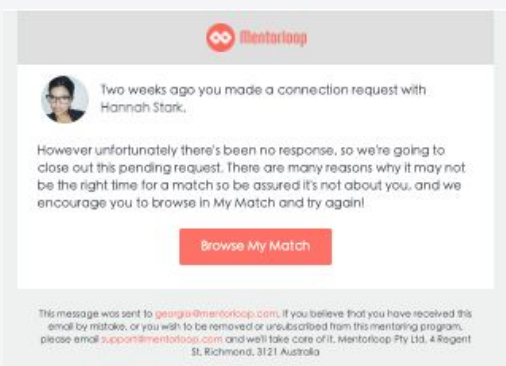 Mentorloop
Two weeks ago you made a connection request with
Hannah Stark.
However unfortunately there's been no response, so we're going to
close out this pending request. There are many reasons why it may not
be the right time for a match so be assured it's not about you, and we
encourage you to browse in My Match and try again!
Browse My Match
This message was sent to georgia@mentorloop.com. If you believe that you have received this
email by mistake, or you wish to be removed or unsubscribed from this mentoring program,
please email support@mentorloop.com and we'll take care of it. Mentorloop Pty Ltd, 4 Regent
St, Richmond, 3121 Australia